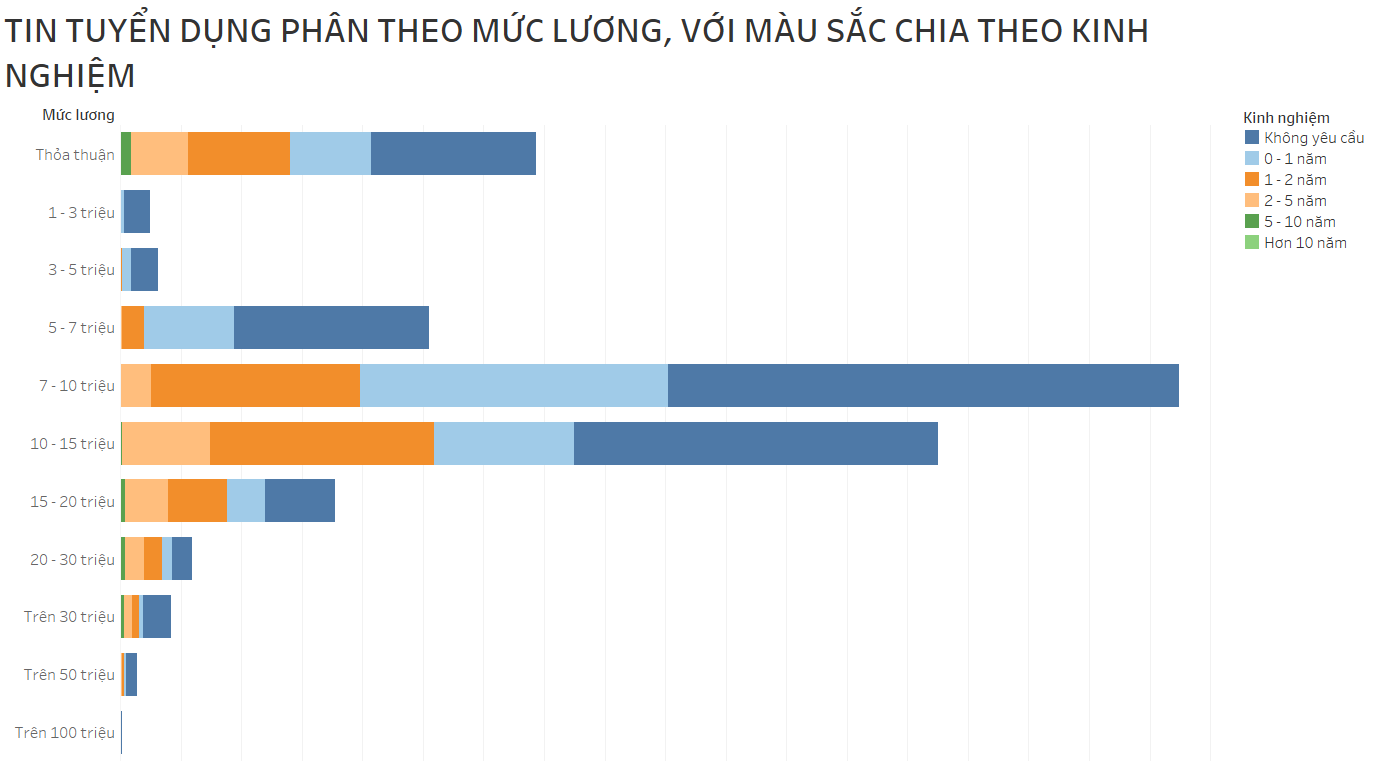 TIN TUYỂN DỤNG PHÂN THEO MỨC LƯƠNG, VỚI MÀU SẮC CHIA THEO KINH
NGHIỆM
Mức lương
Thỏa thuận
1 - 3 triệu
3 - 5 triệu
5 - 7 triệu
7 - 10 triệu
10 - 15 triệu
15 - 20 triệu
20 - 30 triệu
Trên 30 triệu
Trên 50 triệu
Trên 100 triệu
Kinh nghiệm
Không yêu cầu
0 - 1 năm
1 - 2 năm
2 - 5 năm
5 - 10 năm
Hơn 10 năm